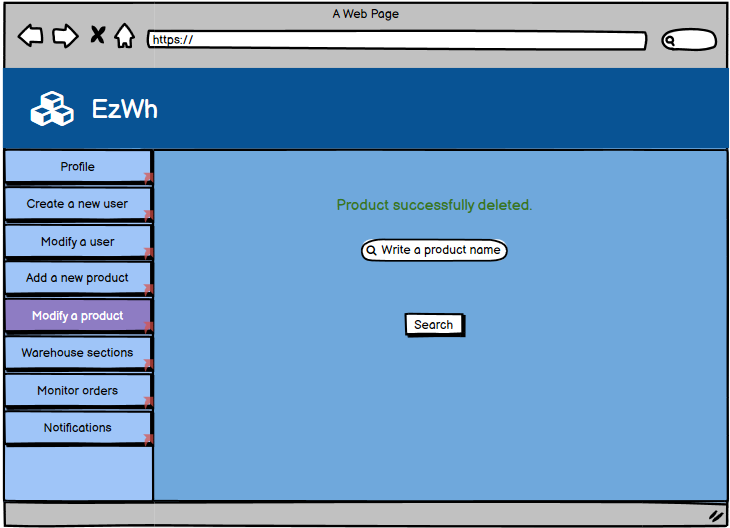 A Web Page
https://
EzWh
Profile
Create a new user
Modify a user
Add a new product
Modify a product
Warehouse sections
Monitor orders
Notifications
Product successfully deleted.
Write a product name
Search